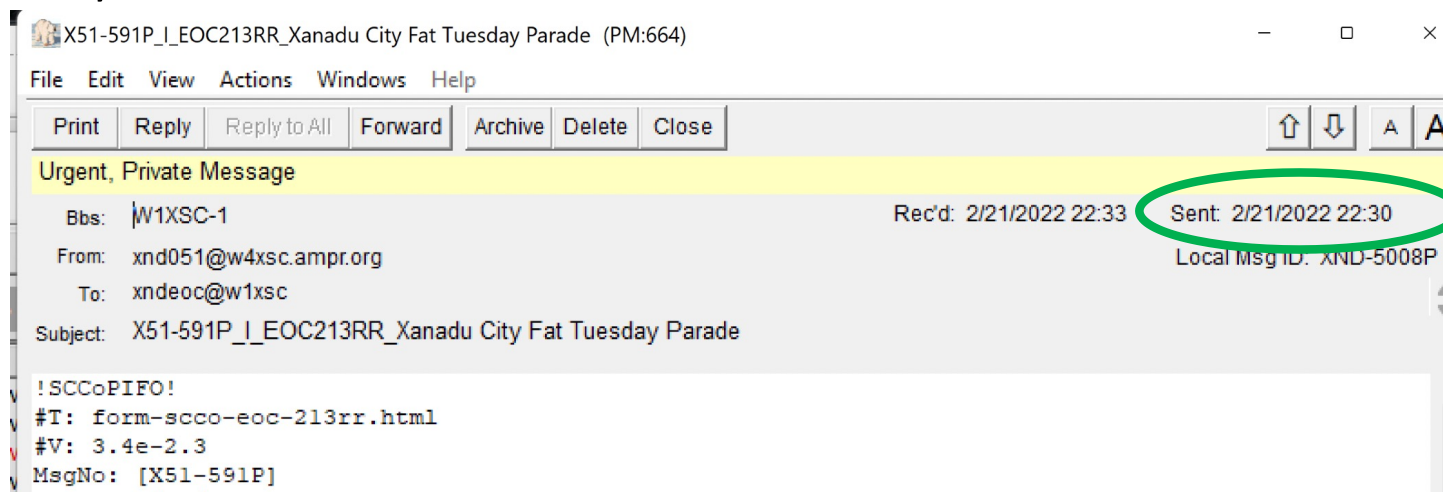 X51-591P_I_EOC213RR_Xanadu City Fat Tuesday Parade (PM:664)
File Edit View Actions Windows Help
Print Reply Reply to All Forward Archive Delete Close A A
Urgent, Private Message
Bbs: W1XSC-1 Rec'd: 2/21/2022 22:33 Sent: 2/21/2022 22:30
From: xnd051@w4xsc.ampr.org Local Msg ID: XND-5008P
To: xndeoc@w1xsc
Subject: X51-591P_I_EOC213RR_Xanadu City Fat Tuesday Parade
!SCCoPIFO!
#T: form-scco-eoc-213rr.html
#V: 3.4e-2.3
MsgNo: [X51-591P]